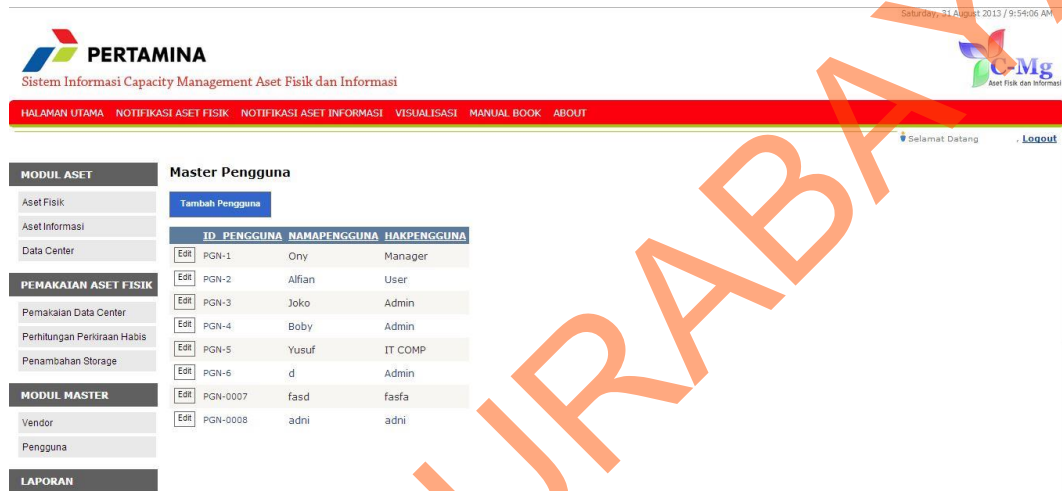 Saturday, 31 August 2013 / 9:54:06 AM
PERTAMINA
Sistem Informasi Capacity Management Aset Fisik dan Informasi
C-Mg
Aset Fisik dan Informasi
HALAMAN UTAMA NOTIFIKASI ASET FISIK NOTIFIKASI ASET INFORMASI VISUALISASI MANUAL BOOK ABOUT
Selamat Datang , Logout
MODUL ASET
Aset Fisik
Aset Informasi
Data Center
PEMAKAIAN ASET FISIK
Pemakaian Data Center
Perhitungan Perkiraan Habis
Penambahan Storage
MODUL MASTER
Vendor
Pengguna
LAPORAN
Master Pengguna
Tambah Pengguna
ID_PENGGUNA NAMAPENGGUNA HAKPENGGUNA
Edit PGN-1 Ony Manager
Edit PGN-2 Alfian User
Edit PGN-3 Joko Admin
Edit PGN-4 Boby Admin
Edit PGN-5 Yusuf IT COMP
Edit PGN-6 d Admin
Edit PGN-0007 fasd fasfa
Edit PGN-0008 adni adni
URABAYA